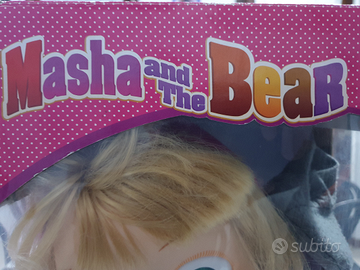 Masha and The Bear
subito